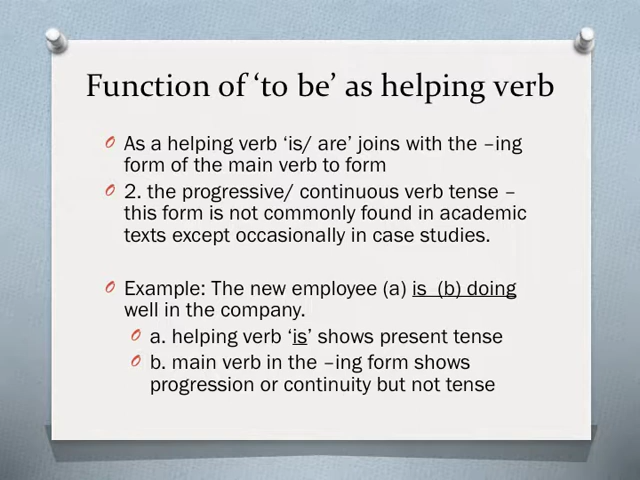 Function of ‘to be’ as helping verb
As a helping verb ‘is/ are’ joins with the –ing
form of the main verb to form
2. the progressive/ continuous verb tense –
this form is not commonly found in academic
texts except occasionally in case studies.
Example: The new employee (a) is  (b) doing
well in the company.
a. helping verb ‘is’ shows present tense
b. main verb in the –ing form shows
progression or continuity but not tense